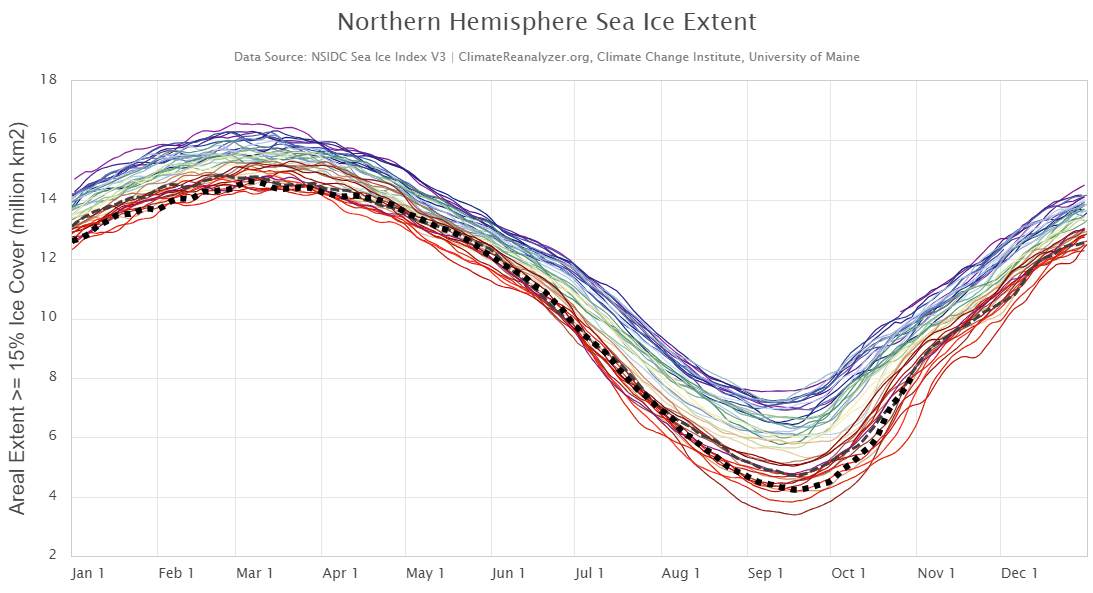 Northern Hemisphere Sea Ice Extent
Data Source: NSIDC Sea Ice Index V3 | ClimateReanalyzer.org, Climate Change Institute, University of Maine
Areal Extent >= 15% Ice Cover (million km2)
18
16
14
12
10
8
6
4
2
Jan 1 Feb 1 Mar 1 Apr 1 May 1 Jun 1 Jul 1 Aug 1 Sep 1 Oct 1 Nov 1 Dec 1